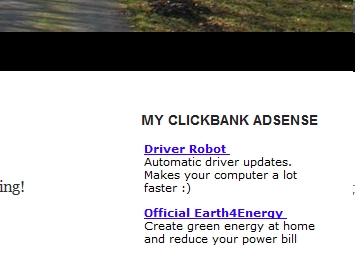 MY CLICKBANK ADSENSE
Driver Robot
Automatic driver updates.
Makes your computer a lot
faster :)
ing!
Official Earth4Energy
Create green energy at home
and reduce your power bill